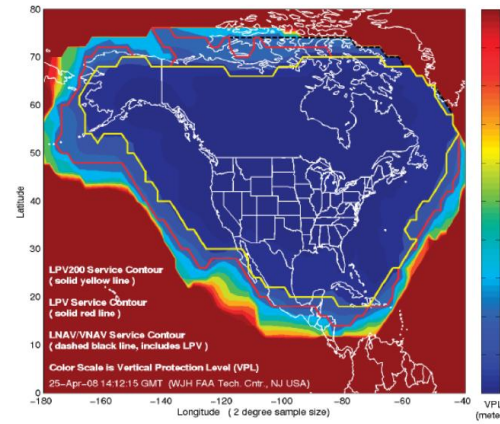 80
70
60
50
40
30
20
10
0
Latitude
LPV200 Service Contour
( solid yellow line )
LPV Service Contour
( solid red line )
LNAV/VNAV Service Contour
( dashed black line, includes LPV )
Color Scale is Vertical Protection Level (VPL)
25-Apr-08 14:12:15 GMT (WJH FAA Tech. Cntr., NJ USA)
-180 -160 -140 -120 -100 -80 -60 -40
Longitude ( 2 degree sample size)
VPL
(mete